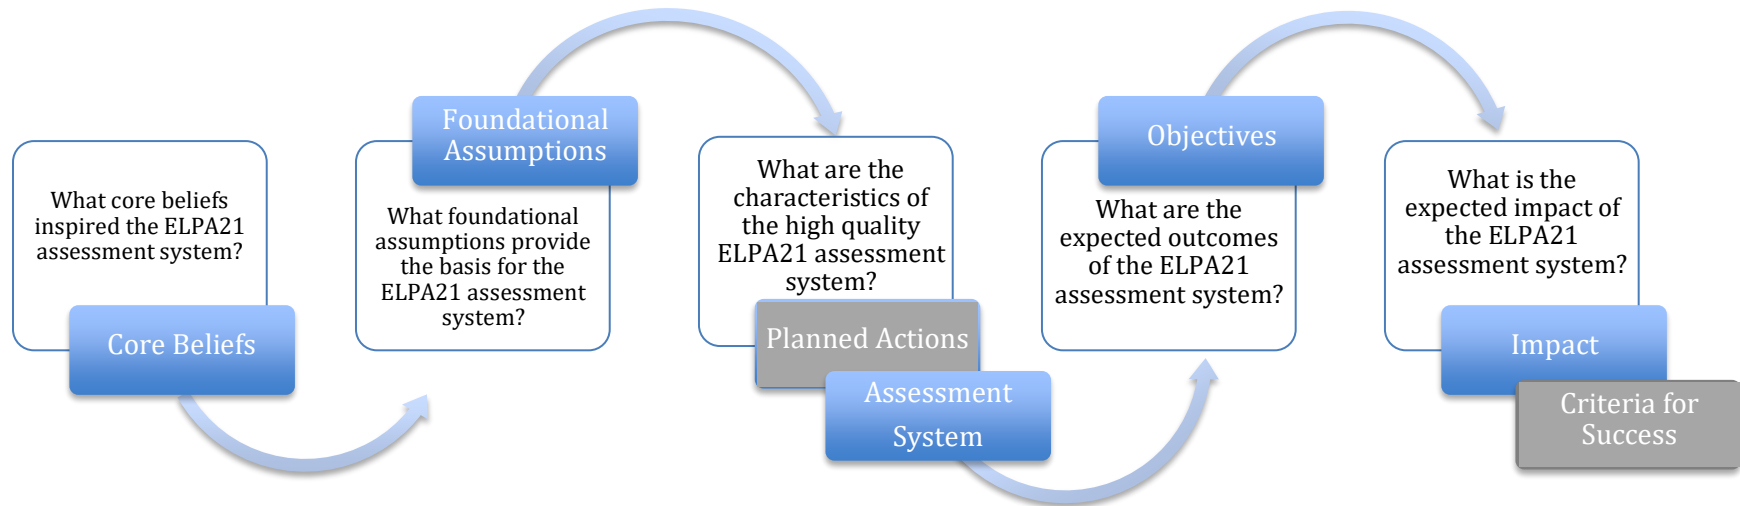 What core beliefs
inspired the ELPA21
assessment system?
Core Beliefs
Foundational
Assumptions
What foundational
assumptions provide
the basis for the
ELPA21 assessment
system?
What are the
characteristics of
the high quality
ELPA21 assessment
system?
Planned Actions
Assessment
System
Objectives
What are the
expected outcomes
of the ELPA21
assessment system?
What is the
expected impact of
the ELPA21
assessment system?
Impact
Criteria for
Success